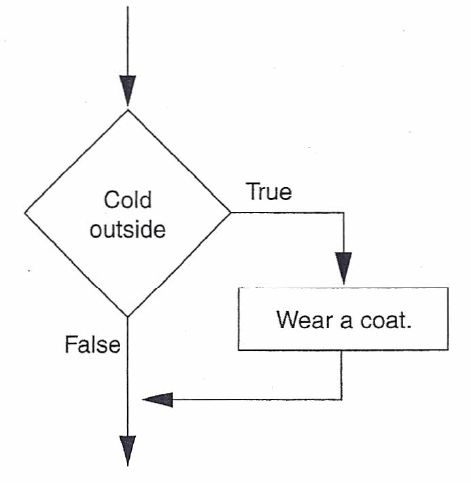 Cold
outside
True
Wear a coat.
False